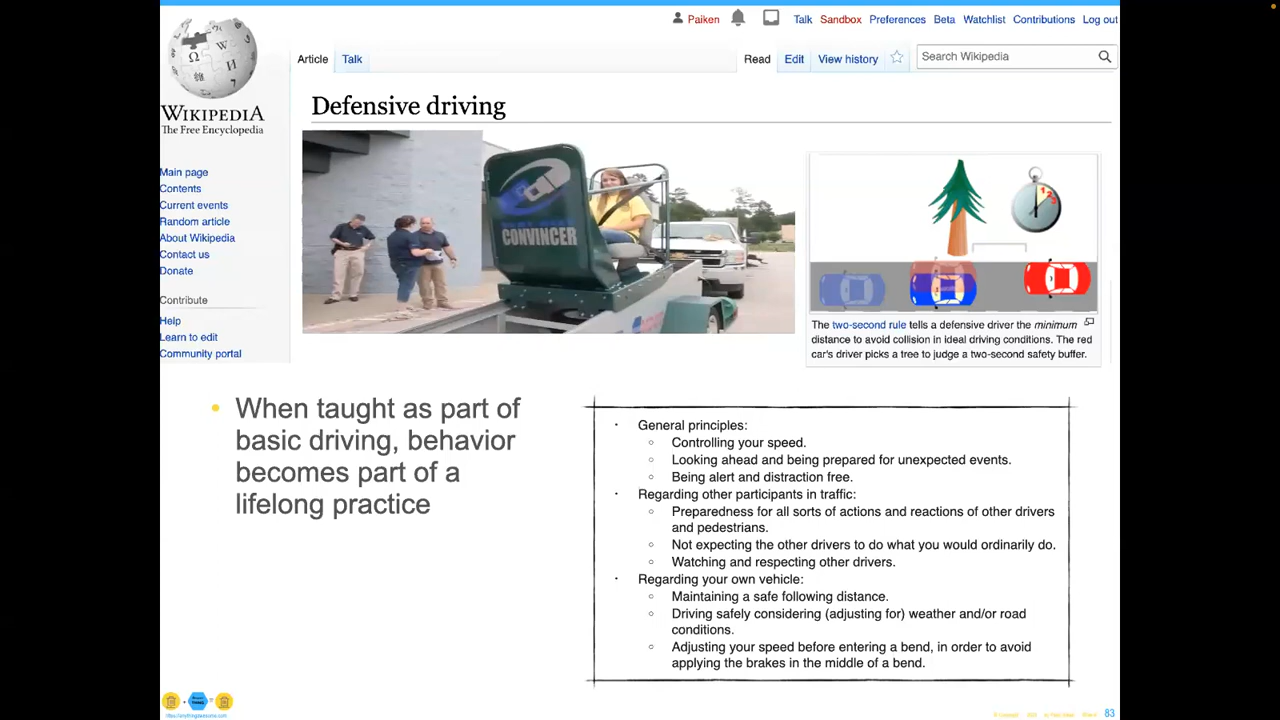 Paiken
Talk
Sandbox
Preferences
Beta
Watchlist
Contributions
Log out
Article
Talk
Read
Edit
View history
Search Wikipedia
WIKIPEDIA
The Free Encyclopedia
Defensive driving
Main page
Contents
Current events
Random article
About Wikipedia
Contact us
Donate
Contribute
Help
Learn to edit
Community portal
CONVINCER
The two-second rule tells a defensive driver the minimum
distance to avoid collision in ideal driving conditions. The red
car's driver picks a tree to judge a two-second safety buffer.
• When taught as part of
basic driving, behavior
becomes part of a
lifelong practice
• General principles:
○ Controlling your speed.
○ Looking ahead and being prepared for unexpected events.
○ Being alert and distraction free.
• Regarding other participants in traffic:
○ Preparedness for all sorts of actions and reactions of other drivers
and pedestrians.
○ Not expecting the other drivers to do what you would ordinarily do.
○ Watching and respecting other drivers.
• Regarding your own vehicle:
○ Maintaining a safe following distance.
○ Driving safely considering (adjusting for) weather and/or road
conditions.
○ Adjusting your speed before entering a bend, in order to avoid
applying the brakes in the middle of a bend.
83